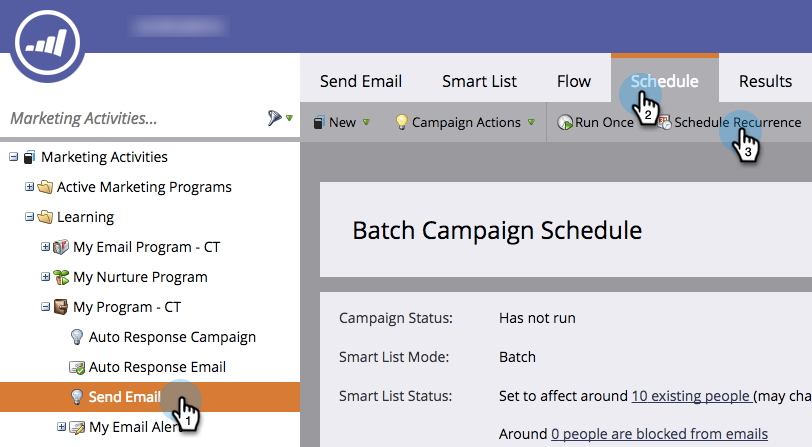 Send Email Smart List Flow Schedule Results
Marketing Activities...
New Campaign Actions Run Once Schedule Recurrence
2
3
Marketing Activities
Active Marketing Programs
Learning
My Email Program - CT
My Nurture Program
My Program - CT
Auto Response Campaign
Auto Response Email
Send Email
1
My Email Aler
Batch Campaign Schedule
Campaign Status: Has not run
Smart List Mode: Batch
Smart List Status: Set to affect around 10 existing people (may cha
Around 0 people are blocked from emails